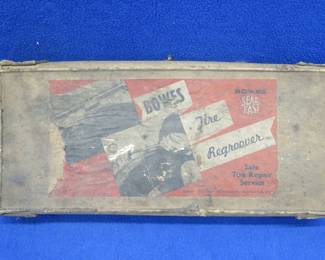 BOWES
Tire
Regroover
BOWES
SEAL
FAST
Safe
Tire Repair
Service